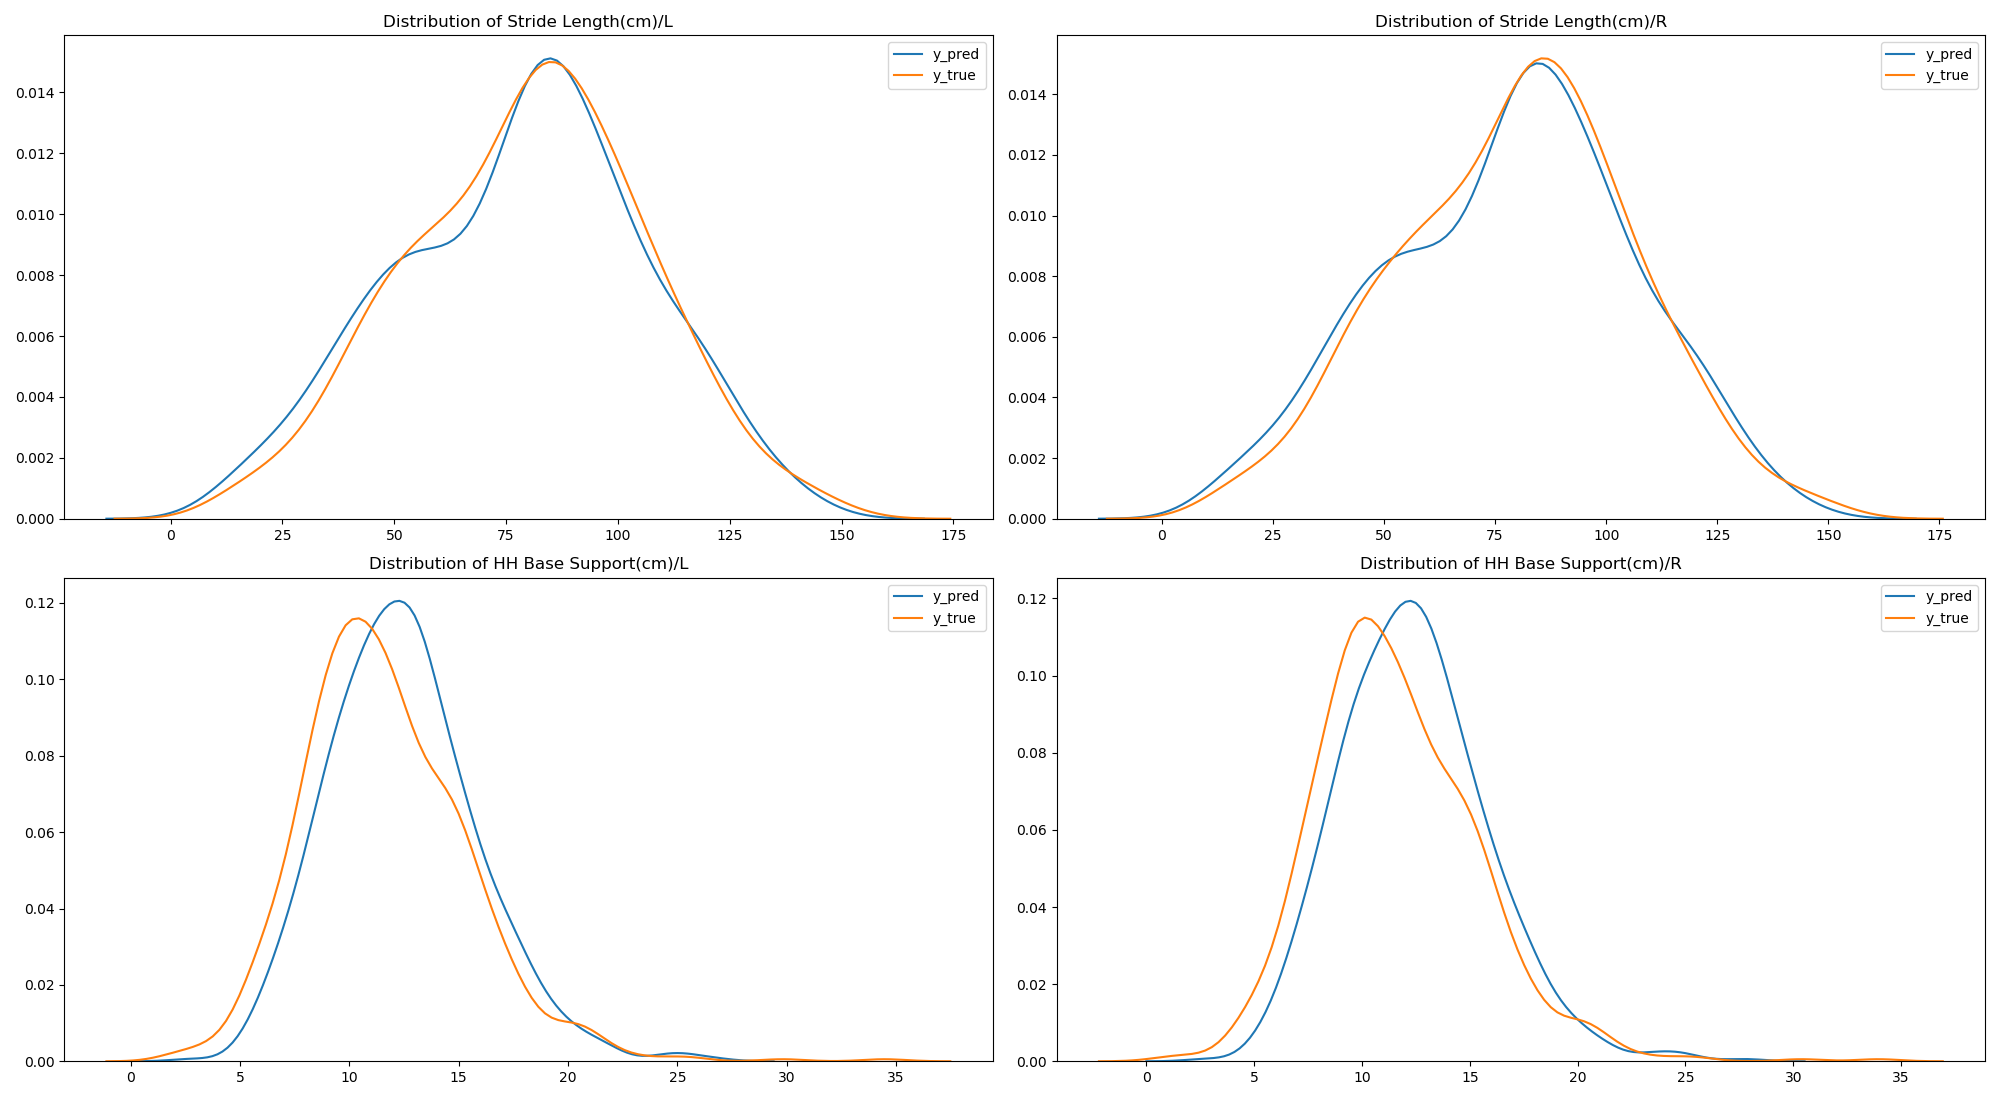 Distribution of Stride Length(cm)/L
y_pred
y_true
0.014
0.012
0.010
0.008
0.006
0.004
0.002
0.000
0 25 50 75 100 125 150 175
Distribution of Stride Length(cm)/R
y_pred
y_true
0.014
0.012
0.010
0.008
0.006
0.004
0.002
0.000
0 25 50 75 100 125 150 175
Distribution of HH Base Support(cm)/L
y_pred
y_true
0.12
0.10
0.08
0.06
0.04
0.02
0.00
0 5 10 15 20 25 30 35
Distribution of HH Base Support(cm)/R
y_pred
y_true
0.12
0.10
0.08
0.06
0.04
0.02
0.00
0 5 10 15 20 25 30 35